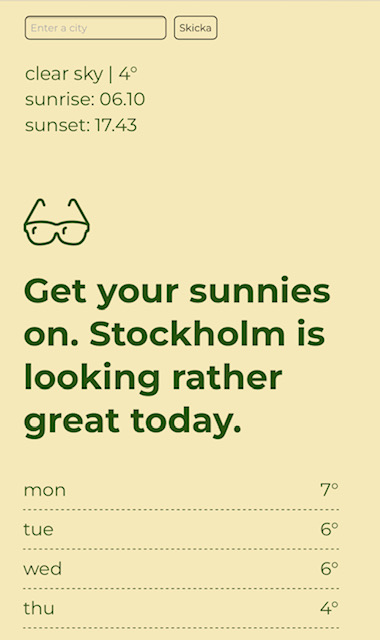 Enter a city Skicka
clear sky | 4°
sunrise: 06.10
sunset: 17.43
Get your sunnies
on. Stockholm is
looking rather
great today.
mon 7°
tue 6°
wed 6°
thu 4°